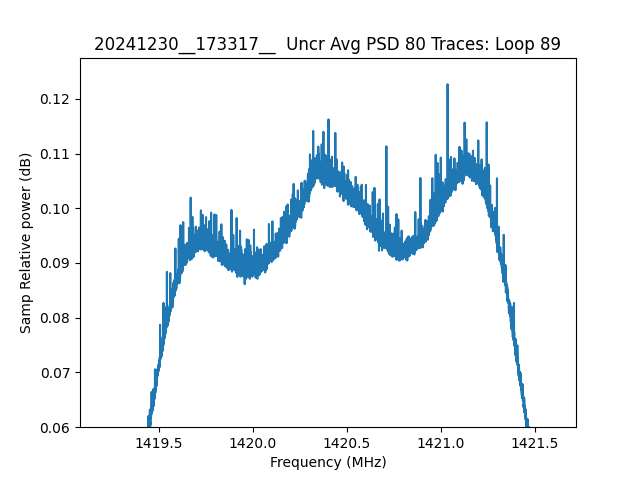 20241230__173317__ Uncr Avg PSD 80 Traces: Loop 89
Samp Relative power (dB)
0.12
0.11
0.10
0.09
0.08
0.07
0.06
1419.5 1420.0 1420.5 1421.0 1421.5
Frequency (MHz)